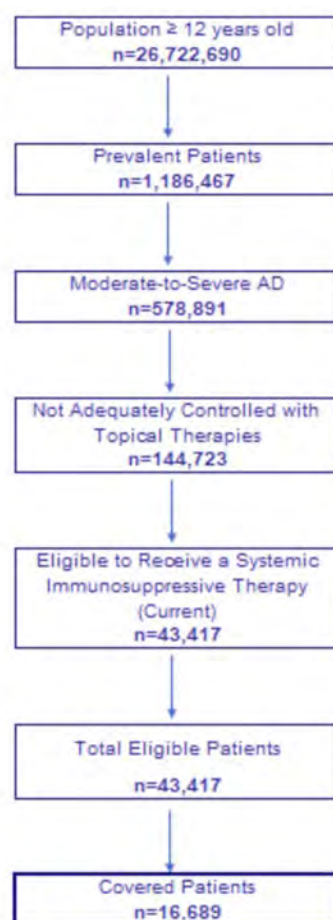 Population ≥ 12 years old
n=26,722,690
Prevalent Patients
n=1,186,467
Moderate-to-Severe AD
n=578,891
Not Adequately Controlled with
Topical Therapies
n=144,723
Eligible to Receive a Systemic
Immunosuppressive Therapy
(Current)
n=43,417
Total Eligible Patients
n=43,417
Covered Patients
n=16,689